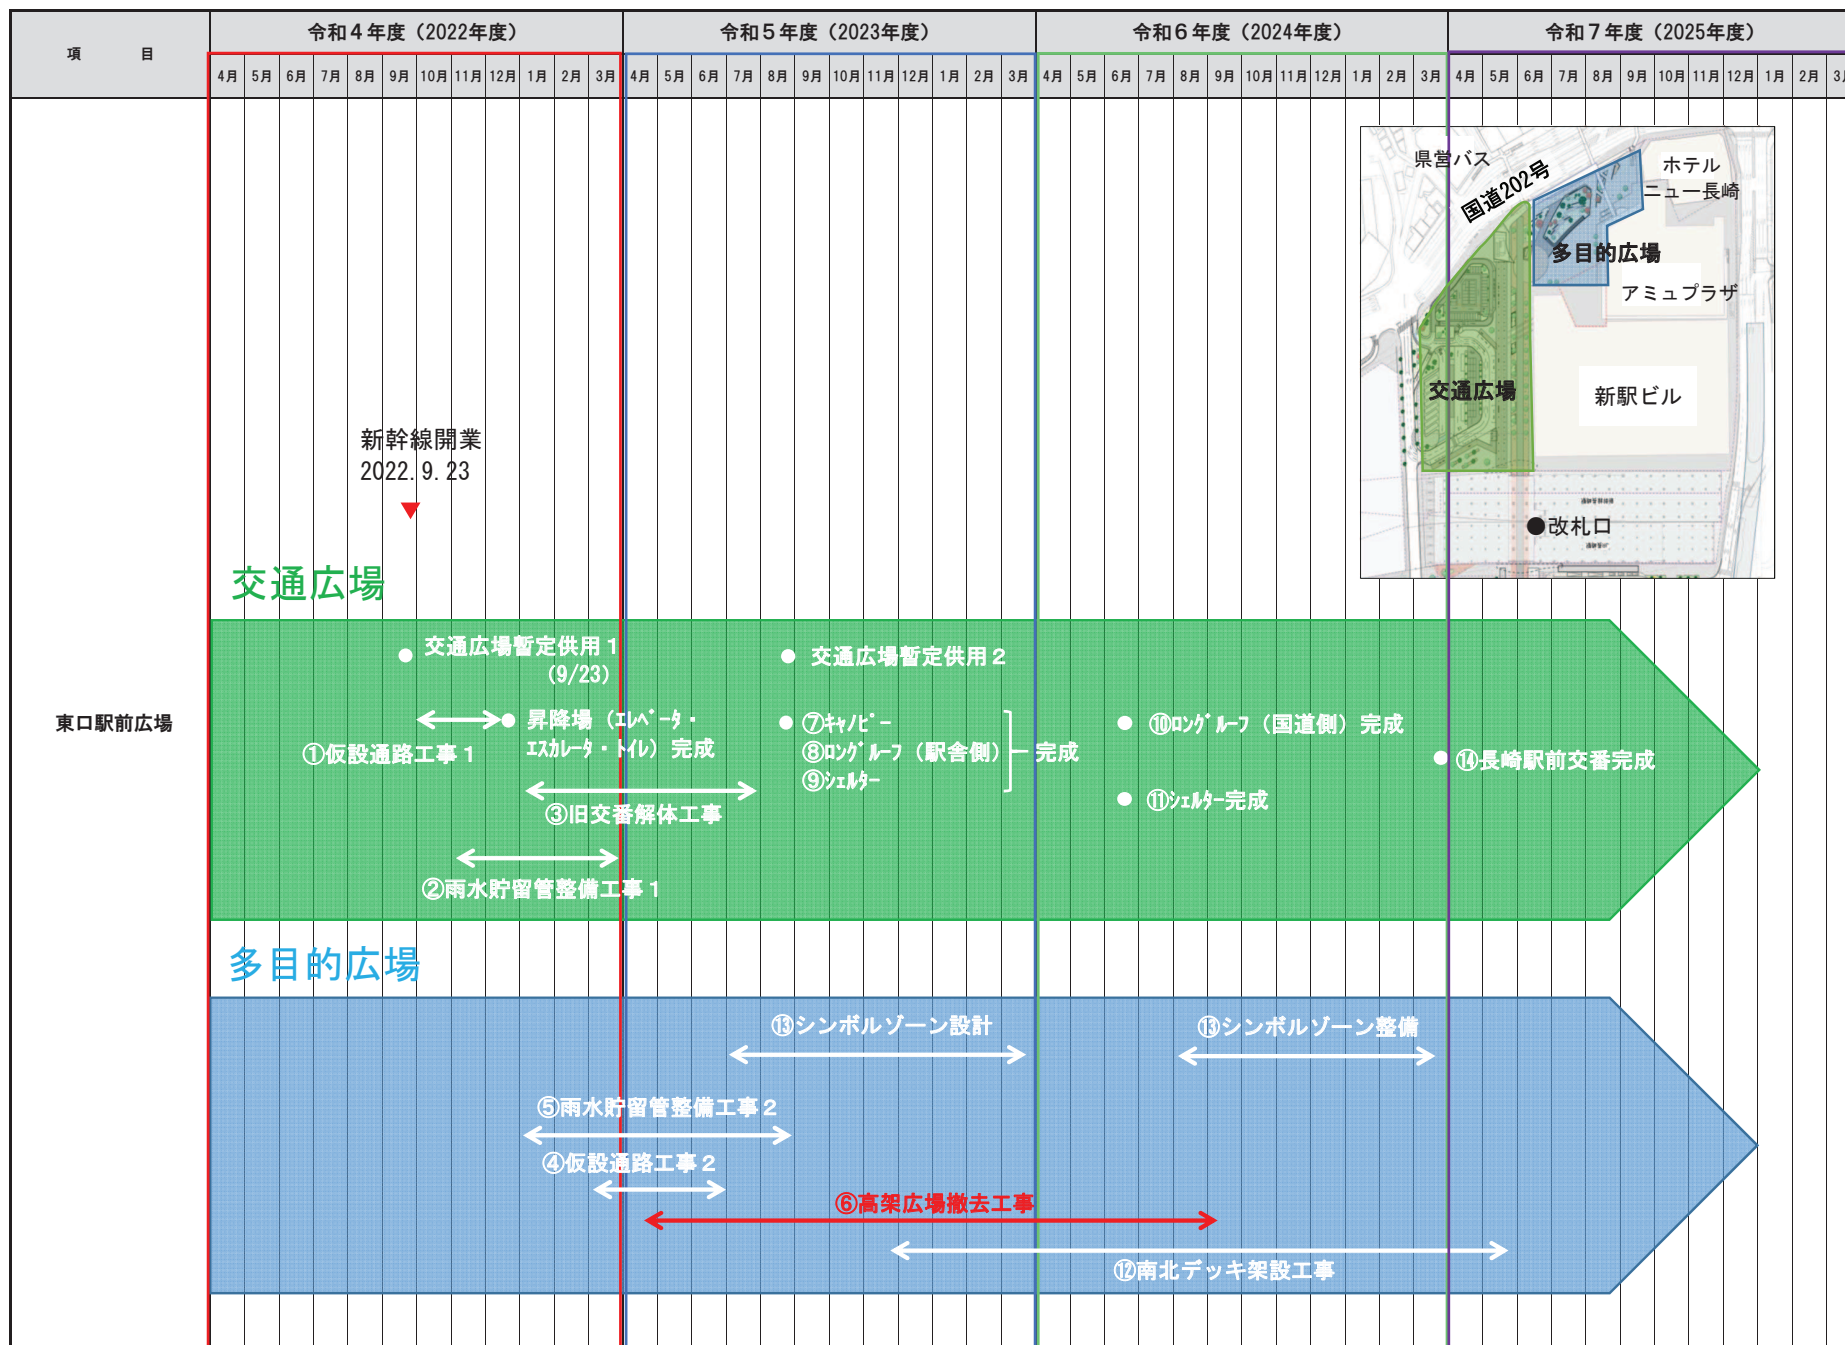 項　目
令和４年度（2022年度）
令和５年度（2023年度）
令和６年度（2024年度）
令和７年度（2025年度）
4月 5月 6月 7月 8月 9月 10月 11月 12月 1月 2月 3月 4月 5月 6月 7月 8月 9月 10月 11月 12月 1月 2月 3月 4月 5月 6月 7月 8月 9月 10月 11月 12月 1月 2月 3月 4月 5月 6月 7月 8月 9月 10月 11月 12月 1月 2月 3月
県営バス
国道202号
ホテル
ニュー長崎
多目的広場
アミュプラザ
交通広場
新駅ビル
●改札口
新幹線開業
2022.9.23
交通広場
東口駅前広場
交通広場暫定供用１
(9/23)
交通広場暫定供用２
昇降場（ｴﾚﾍﾞｰﾀ・
ｴｽｶﾚｰﾀ・ﾄｲﾚ）完成
①仮設通路工事１
⑦ｷｬﾉﾋﾟｰ
⑧ﾛﾝｸﾞﾙｰﾌ（駅舎側）
⑨ｼｪﾙﾀｰ
完成
⑩ﾛﾝｸﾞﾙｰﾌ（国道側）完成
⑭長崎駅前交番完成
③旧交番解体工事
⑪ｼｪﾙﾀｰ完成
②雨水貯留管整備工事１
多目的広場
⑬シンボルゾーン設計
⑬シンボルゾーン整備
⑤雨水貯留管整備工事２
④仮設通路工事２
⑥高架広場撤去工事
⑫南北デッキ架設工事